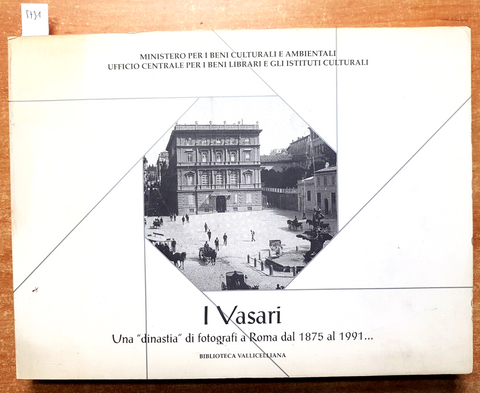 MINISTERO PER I BENI CULTURALI E AMBIENTALI
UFFICIO CENTRALE PER I BENI LIBRARI E GLI ISTITUTI CULTURALI
I Vasari
Una "dinastia" di fotografi a Roma dal 1875 al 1991...
BIBLIOTECA VALLICELLIANA